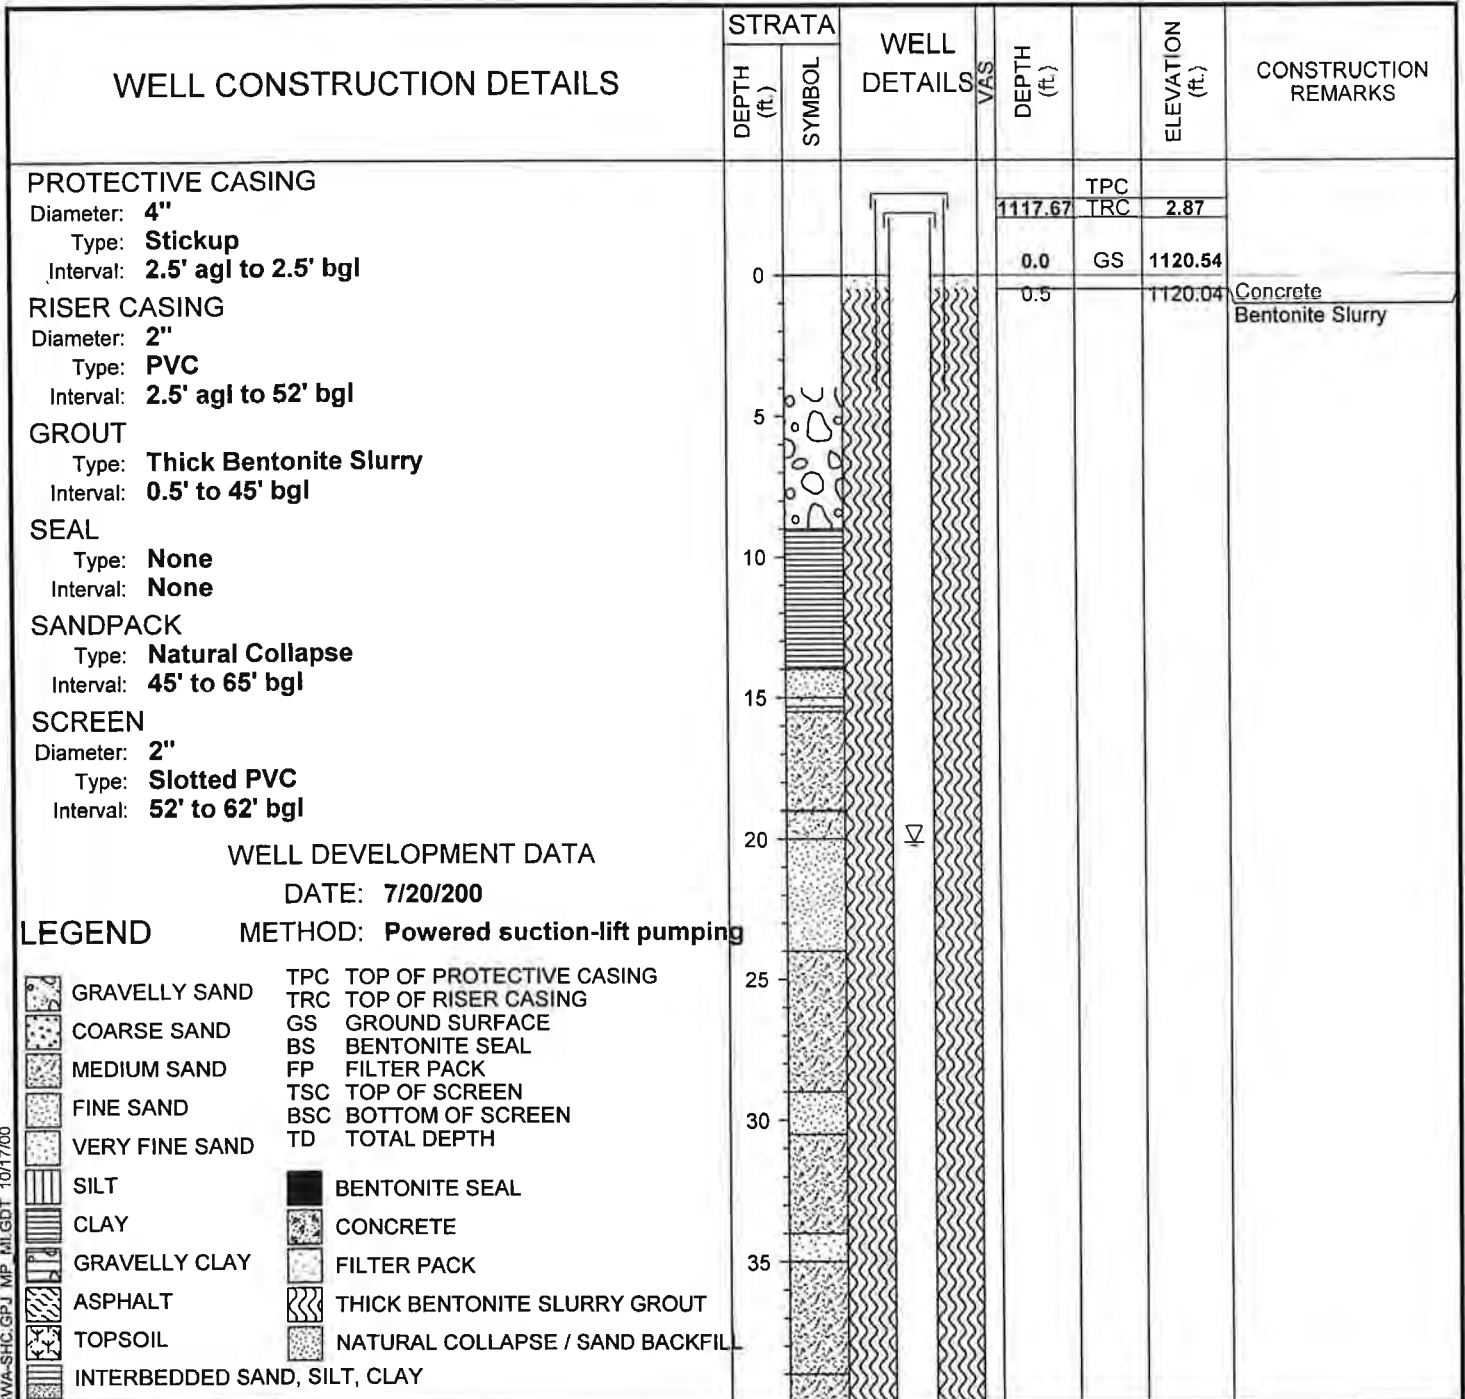 WELL CONSTRUCTION DETAILS
STRATA
DEPTH (ft.)
SYMBOL
WELL DETAILS
VAS
DEPTH (ft.)
ELEVATION (ft.)
CONSTRUCTION REMARKS
PROTECTIVE CASING
Diameter: 4"
Type: Stickup
Interval: 2.5' agl to 2.5' bgl
RISER CASING
Diameter: 2"
Type: PVC
Interval: 2.5' agl to 52' bgl
GROUT
Type: Thick Bentonite Slurry
Interval: 0.5' to 45' bgl
SEAL
Type: None
Interval: None
SANDPACK
Type: Natural Collapse
Interval: 45' to 65' bgl
SCREEN
Diameter: 2"
Type: Slotted PVC
Interval: 52' to 62' bgl
WELL DEVELOPMENT DATA
DATE: 7/20/200
METHOD: Powered suction-lift pumping
LEGEND
GRAVELLY SAND
COARSE SAND
MEDIUM SAND
FINE SAND
VERY FINE SAND
SILT
CLAY
GRAVELLY CLAY
ASPHALT
TOPSOIL
INTERBEDDED SAND, SILT, CLAY
TPC TOP OF PROTECTIVE CASING
TRC TOP OF RISER CASING
GS GROUND SURFACE
BS BENTONITE SEAL
FP FILTER PACK
TSC TOP OF SCREEN
BSC BOTTOM OF SCREEN
TD TOTAL DEPTH
BENTONITE SEAL
CONCRETE
FILTER PACK
THICK BENTONITE SLURRY GROUT
NATURAL COLLAPSE / SAND BACKFILL
0
5
10
15
20
25
30
35
TPC
1117.67 TRC 2.87
0.0 GS 1120.54
0.5 1120.04 Concrete
Bentonite Slurry
WA-SHC.GPJ MP_MI.GDT 10/17/00